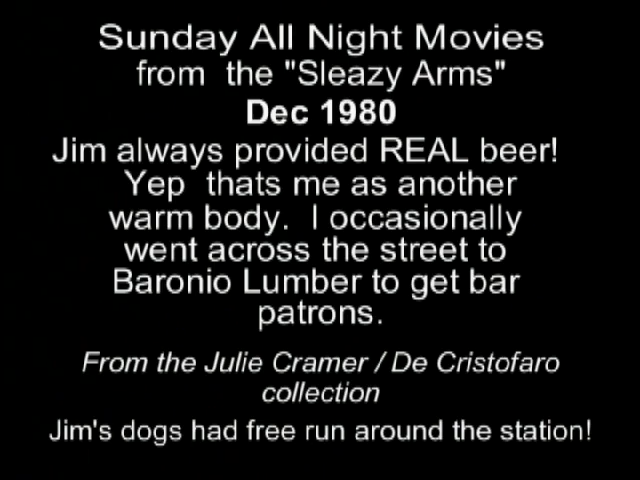 Sunday All Night Movies
from the "Sleazy Arms"
Dec 1980
Jim always provided REAL beer!
Yep thats me as another
warm body. I occasionally
went across the street to
Baronio Lumber to get bar
patrons.
From the Julie Cramer / De Cristofaro
collection
Jim's dogs had free run around the station!